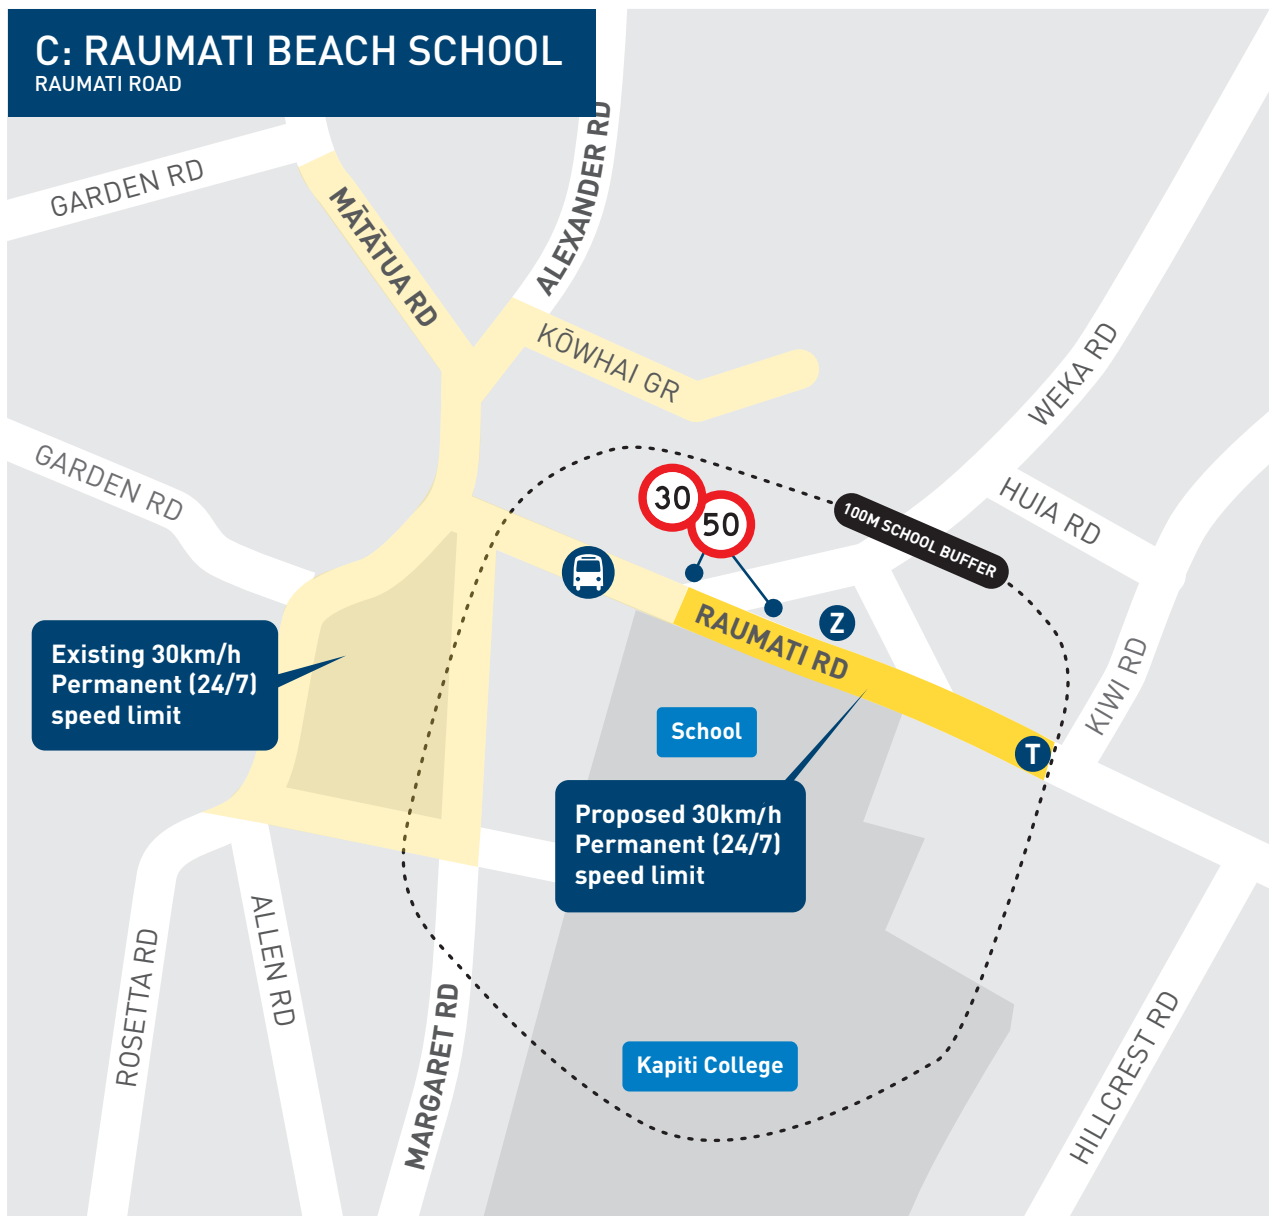 C: RAUMATI BEACH SCHOOL
RAUMATI ROAD
ALEXANDER RD
GARDEN RD
MĀTĀTUA RD
KŌWHAI GR
WEKA RD
GARDEN RD
HUIA RD
30
50
100M SCHOOL BUFFER
Z
RAUMATI RD
KIWI RD
Existing 30km/h
Permanent (24/7)
speed limit
School
T
Proposed 30km/h
Permanent (24/7)
speed limit
ROSETTA RD
ALLEN RD
MARGARET RD
Kapiti College
HILLCREST RD